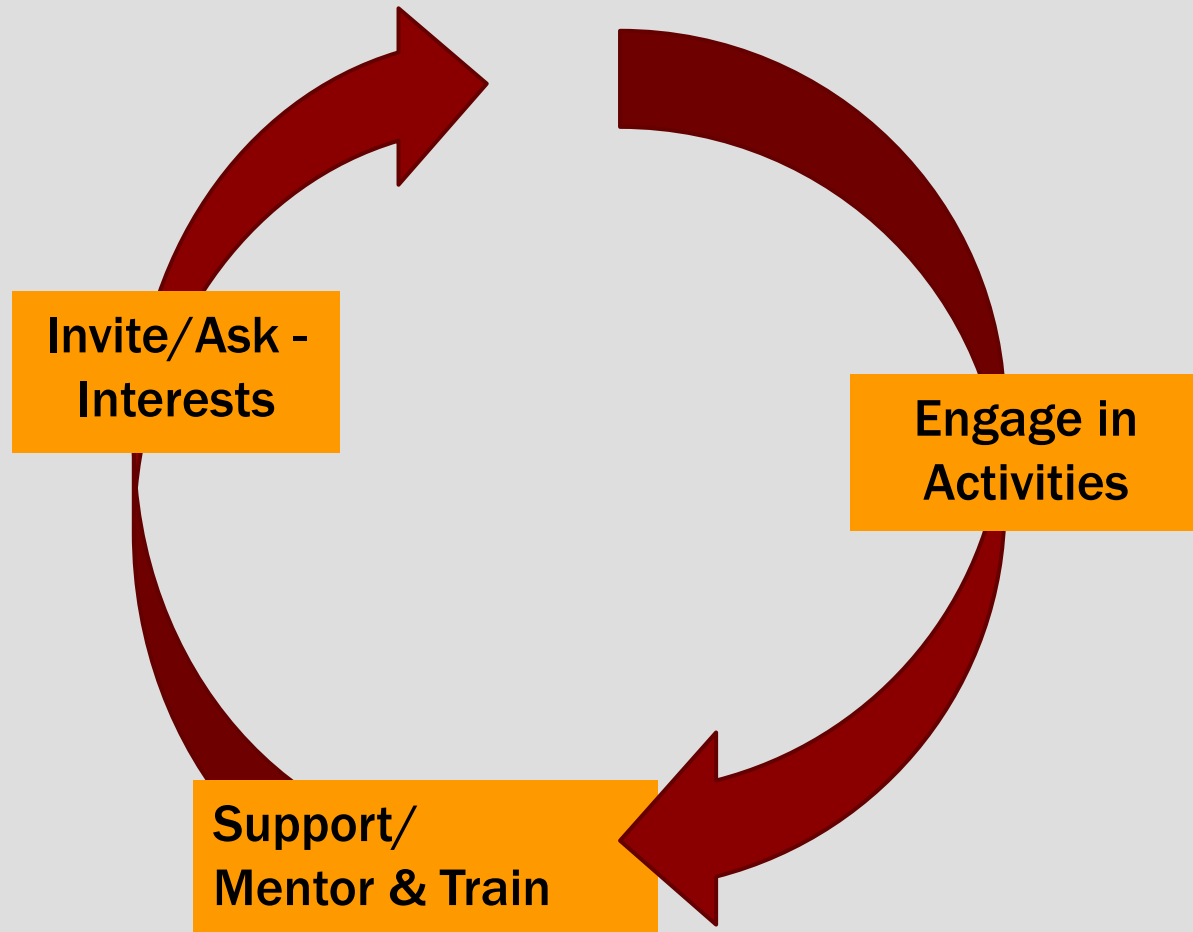 Invite/Ask -
Interests
Engage in
Activities
Support/
Mentor & Train